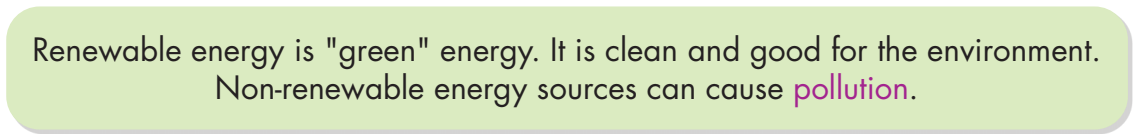 Renewable energy is "green" energy. It is clean and good for the environment.
Non-renewable energy sources can cause pollution.